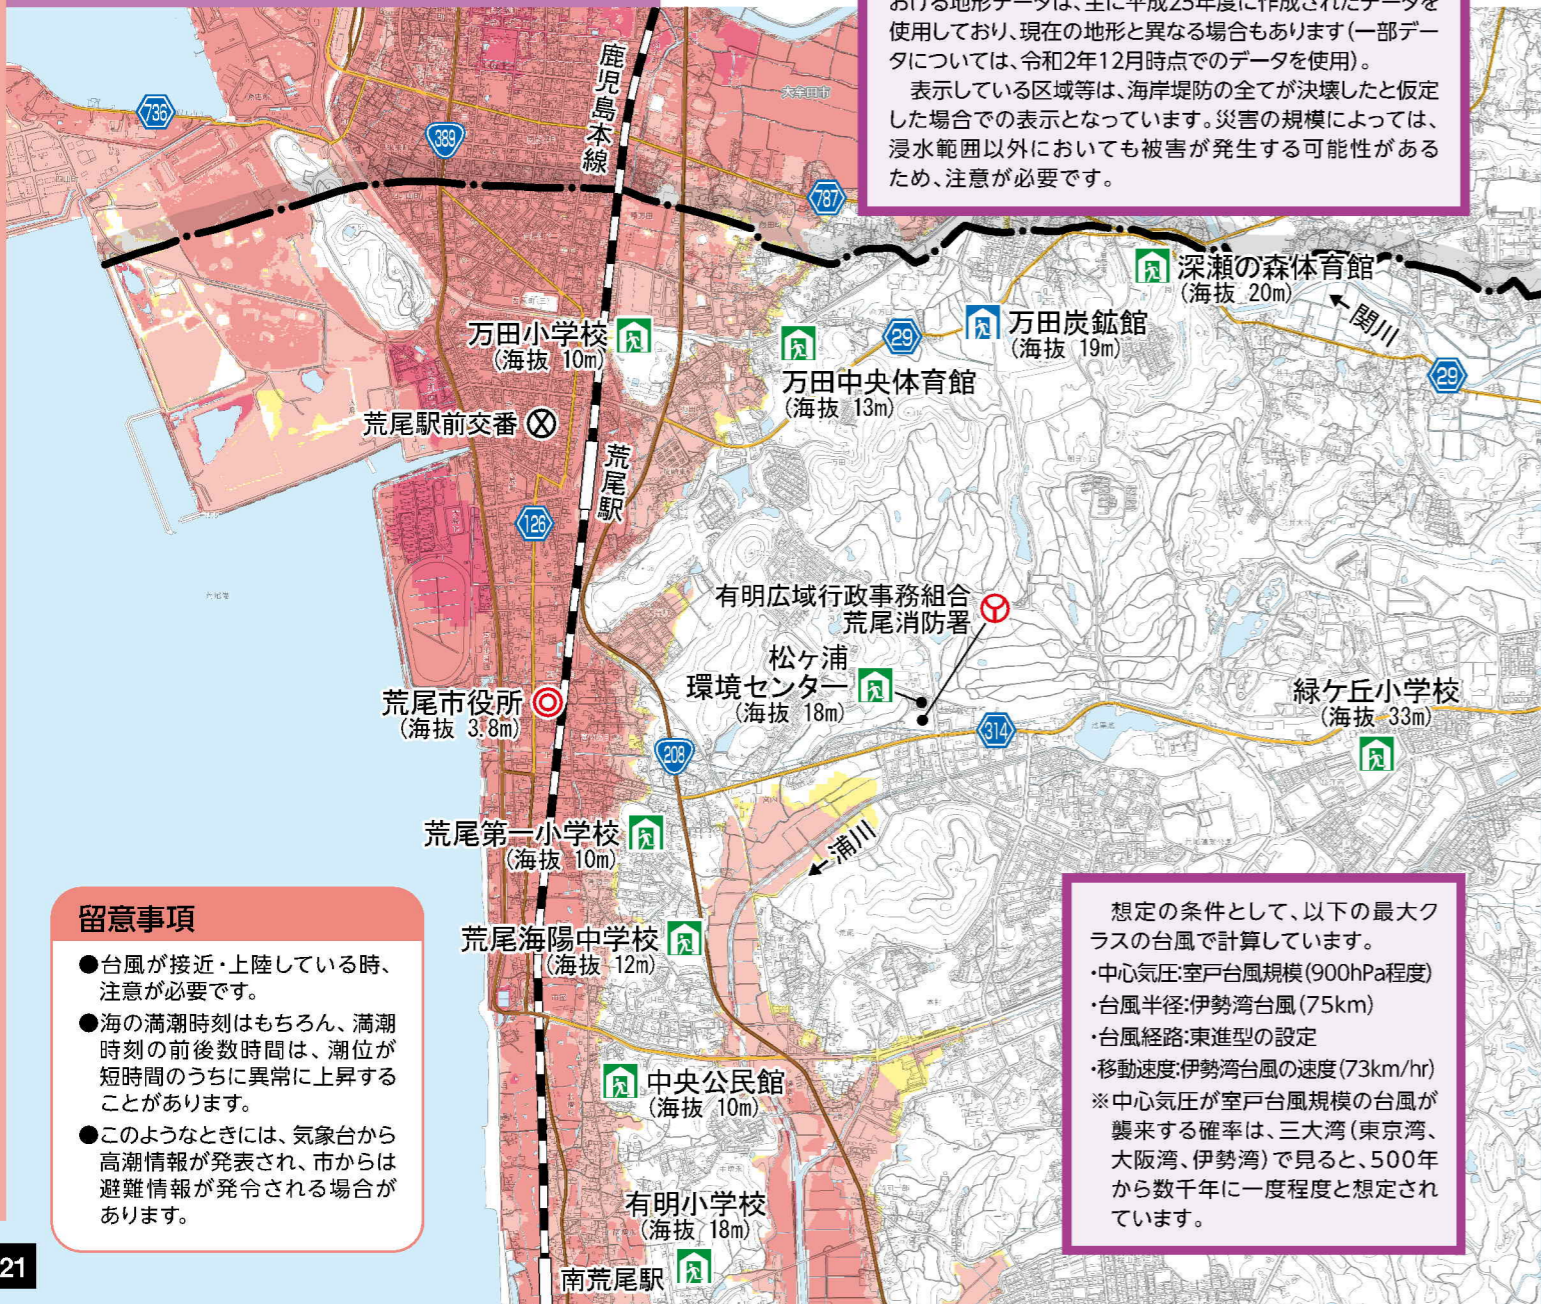 おける地形データは、主に平成25年度に作成されたデータを
使用しており、現在の地形と異なる場合もあります(一部デー
タについては、令和2年12月時点でのデータを使用)。
表示している区域等は、海岸堤防の全てが決壊したと仮定
した場合での表示となっています。災害の規模によっては、
浸水範囲以外においても被害が発生する可能性がある
ため、注意が必要です。
鹿児島本線
大牟田市
736
389
787
深瀬の森体育館
(海抜 20m)
関川
万田小学校
(海抜 10m)
万田炭鉱館
(海抜 19m)
29
29
万田中央体育館
(海抜 13m)
荒尾駅前交番
荒尾駅
126
有明広域行政事務組合
荒尾消防署
松ヶ浦
環境センター
(海抜 18m)
荒尾市役所
(海抜 3.8m)
緑ケ丘小学校
(海抜 33m)
314
208
荒尾第一小学校
(海抜 10m)
浦川
荒尾海陽中学校
(海抜 12m)
中央公民館
(海抜 10m)
有明小学校
(海抜 18m)
南荒尾駅
留意事項
●台風が接近・上陸している時、
注意が必要です。
●海の満潮時刻はもちろん、満潮
時刻の前後数時間は、潮位が
短時間のうちに異常に上昇する
ことがあります。
●このようなときには、気象台から
高潮情報が発表され、市からは
避難情報が発令される場合が
あります。
想定の条件として、以下の最大ク
ラスの台風で計算しています。
・中心気圧:室戸台風規模(900hPa程度)
・台風半径:伊勢湾台風(75km)
・台風経路:東進型の設定
・移動速度:伊勢湾台風の速度(73km/hr)
※中心気圧が室戸台風規模の台風が
襲来する確率は、三大湾(東京湾、
大阪湾、伊勢湾)で見ると、500年
から数千年に一度程度と想定され
ています。
21